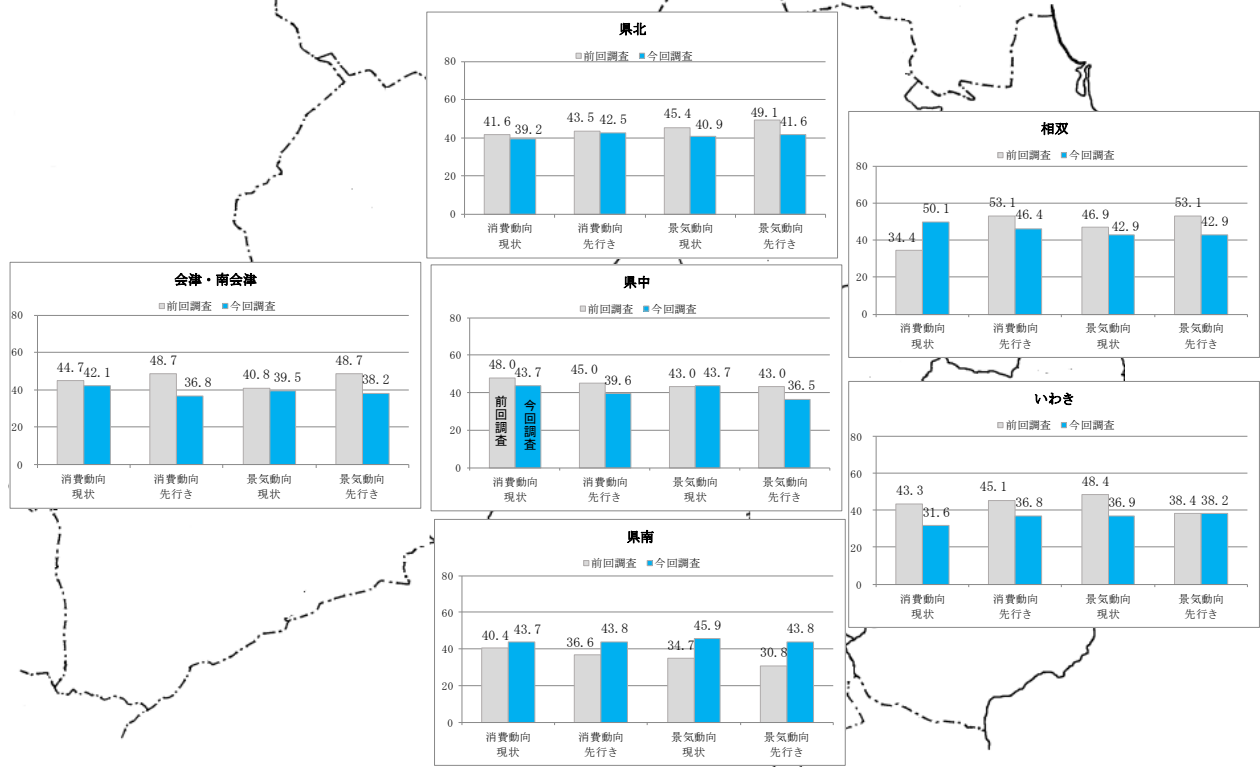 県北
前回調査 今回調査
80
60
40
20
0
41.6 39.2 43.5 42.5 45.4 40.9 49.1 41.6
消費動向 消費動向 景気動向 景気動向
現状 先行き 現状 先行き
相双
前回調査 今回調査
80
60
40
20
0
34.4 50.1 53.1 46.4 46.9 42.9 53.1 42.9
消費動向 消費動向 景気動向 景気動向
現状 先行き 現状 先行き
会津・南会津
前回調査 今回調査
80
60
40
20
0
44.7 42.1 48.7 36.8 40.8 39.5 48.7 38.2
消費動向 消費動向 景気動向 景気動向
現状 先行き 現状 先行き
県中
前回調査 今回調査
80
60
40
20
0
48.0 43.7 45.0 39.6 43.0 43.7 43.0 36.5
前回調査
今回調査
消費動向 消費動向 景気動向 景気動向
現状 先行き 現状 先行き
いわき
前回調査 今回調査
80
60
40
20
0
43.3 31.6 45.1 36.8 48.4 36.9 38.4 38.2
消費動向 消費動向 景気動向 景気動向
現状 先行き 現状 先行き
県南
前回調査 今回調査
80
60
40
20
0
40.4 43.7 36.6 43.8 34.7 45.9 30.8 43.8
消費動向 消費動向 景気動向 景気動向
現状 先行き 現状 先行き